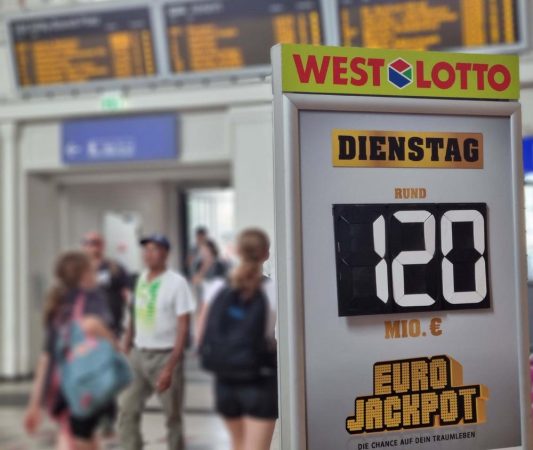 WEST LOTTO
DIENSTAG
RUND
120
MIO. €
EURO
JACKPOT
DIE CHANCE AUF DEIN TRAUMLEBEN